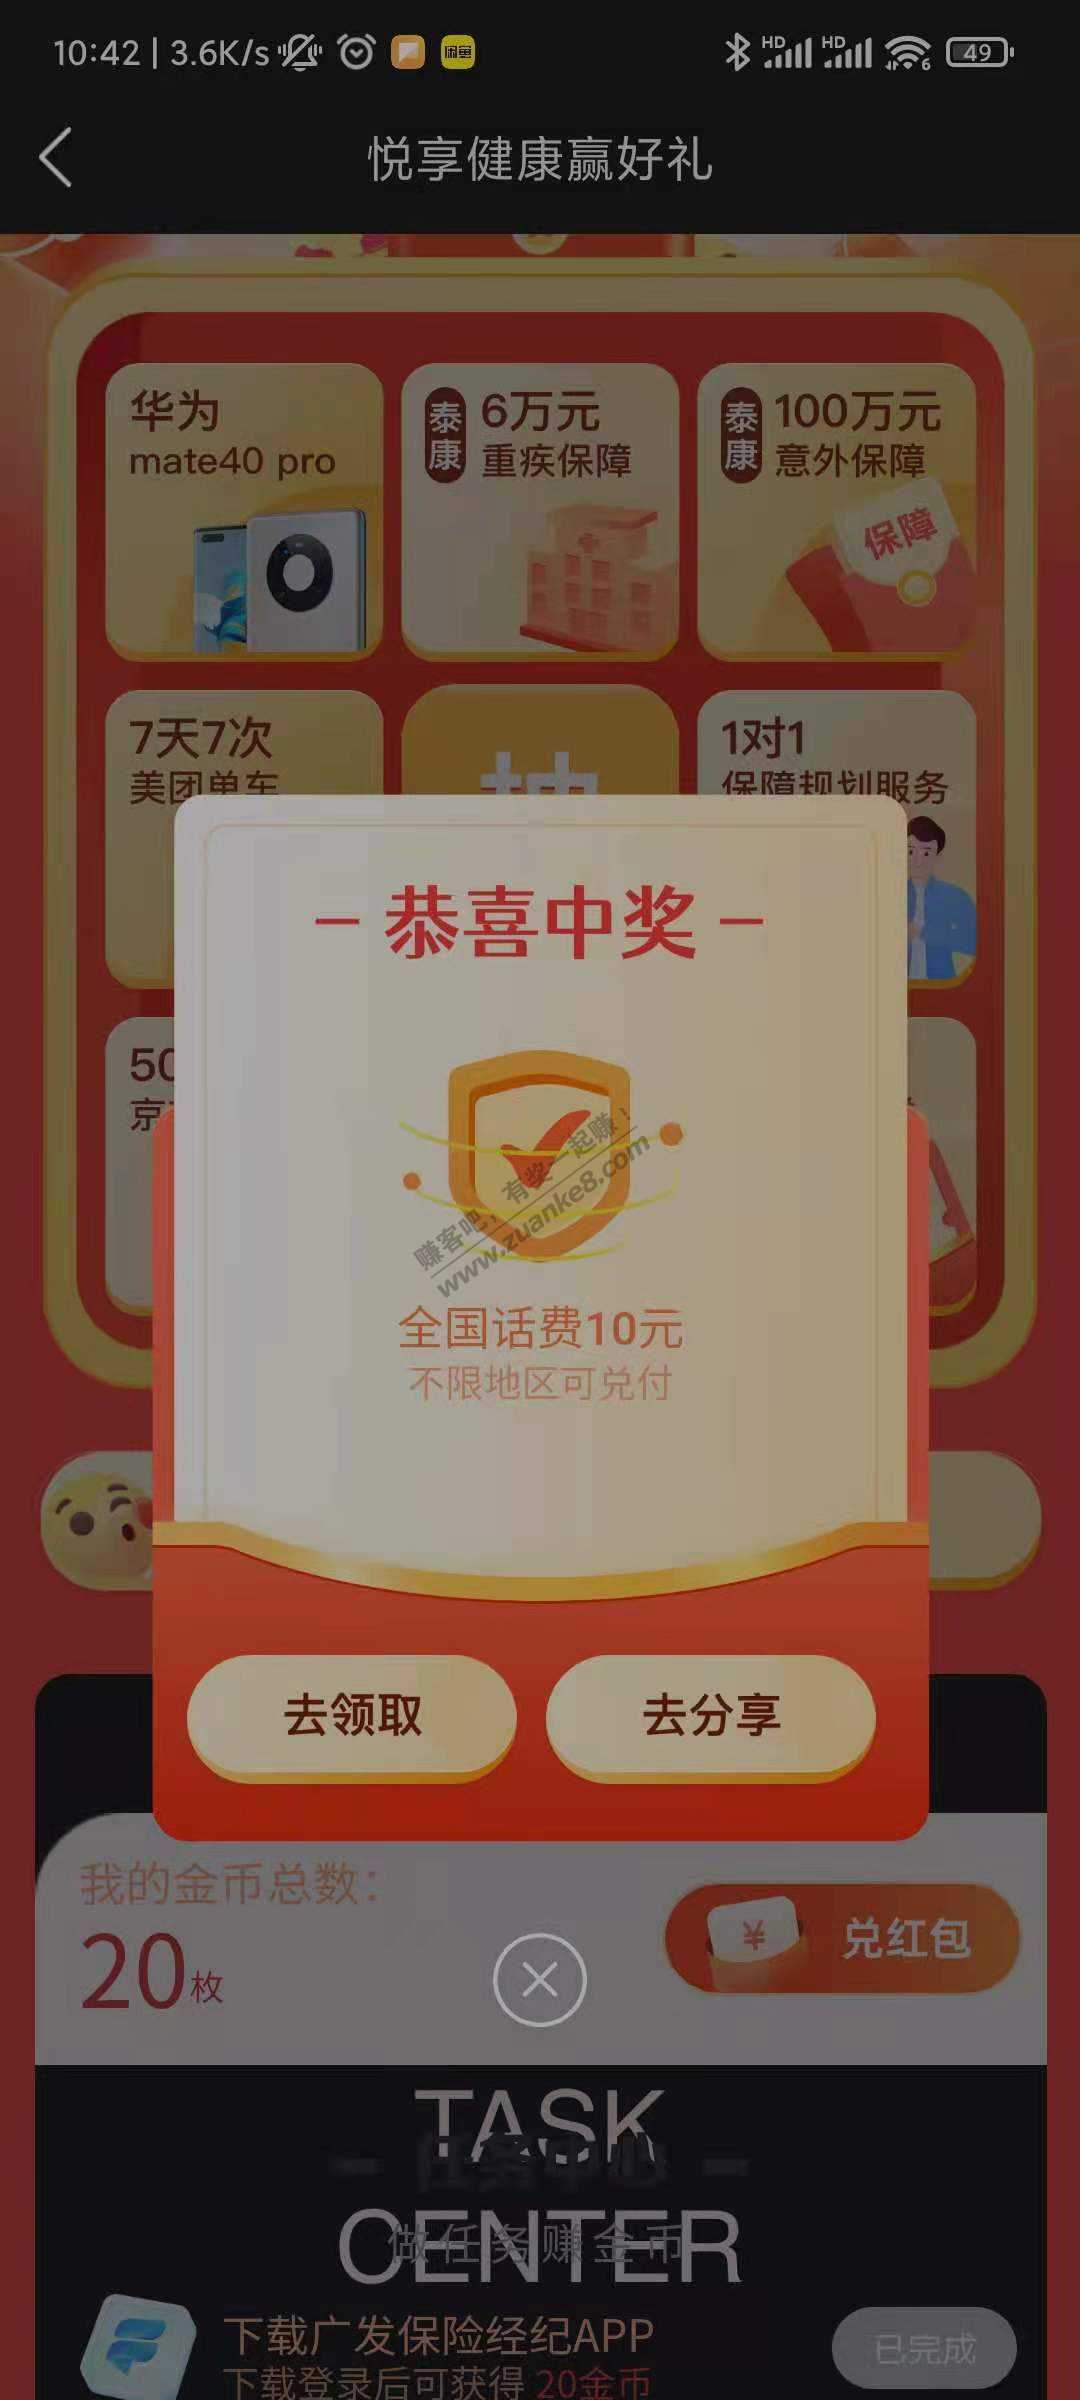 10:42 | 3.6K/s
闲鱼
HD
HD
6
49
悦享健康赢好礼
华为
mate40 pro
泰康
6万元
重疾保障
泰康
100万元
意外保障
保障
7天7次
美团单车
抽
1对1
保障规划服务
恭喜中奖
50
京
赚客吧，有奖一起赚！
www.zuanke8.com
全国话费10元
不限地区可兑付
去领取
去分享
我的金币总数：
20枚
¥
兑红包
TASK
任务中心
CENTER
做任务赚金币
下载广发保险经纪APP
下载登录后可获得 20金币
已完成